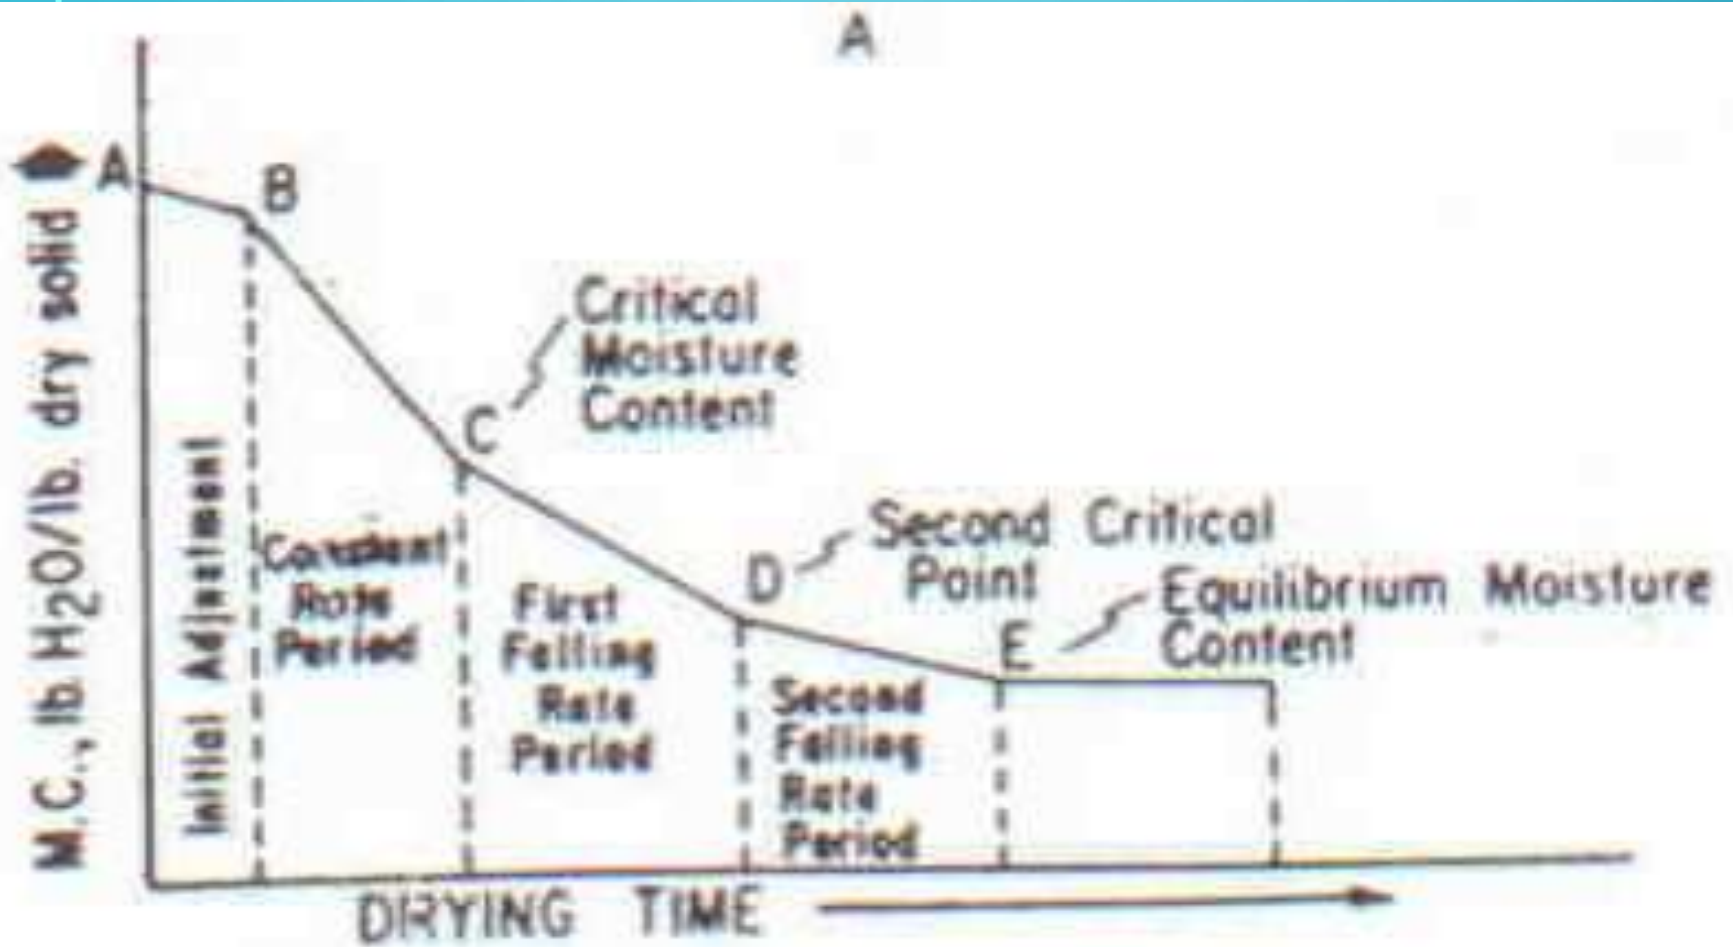 A
A
B
Critical
Moisture
Content
C
Second Critical
Point
D
Equilibrium Moisture
Content
E
Initial Adjustment
Constant
Rate
Period
First
Falling
Rate
Period
Second
Falling
Rate
Period
M.C., lb H2O/lb. dry solid
DRYING TIME